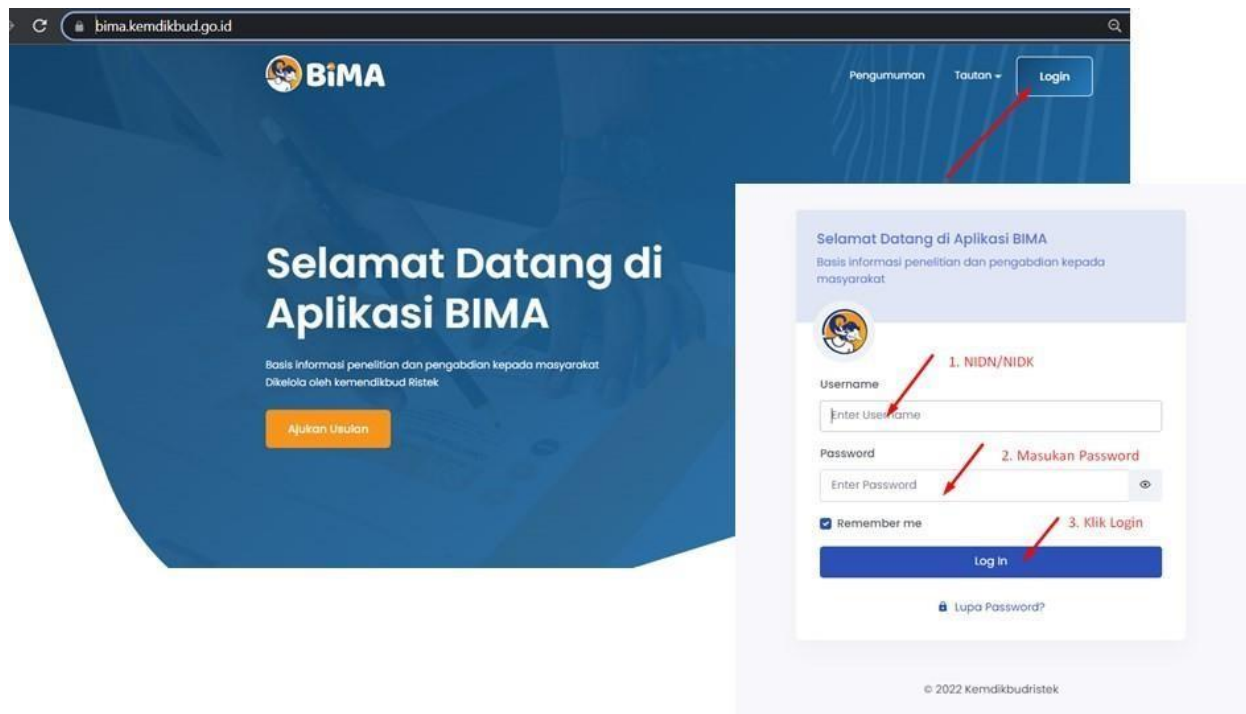 bima.kemdikbud.go.id
BiMA
Pengumuman
Tautan
Login
Selamat Datang di
Aplikasi BIMA
Basis informasi penelitian dan pengabdian kepada masyarakat
Dikelola oleh kemendikbud Ristek
Ajukan Usulan
Selamat Datang di Aplikasi BIMA
Basis informasi penelitian dan pengabdian kepada
masyarakat
1. NIDN/NIDK
Username
Enter Username
Password
2. Masukan Password
Enter Password
Remember me
3. Klik Login
Log In
Lupa Password?
© 2022 Kemdikbudristek